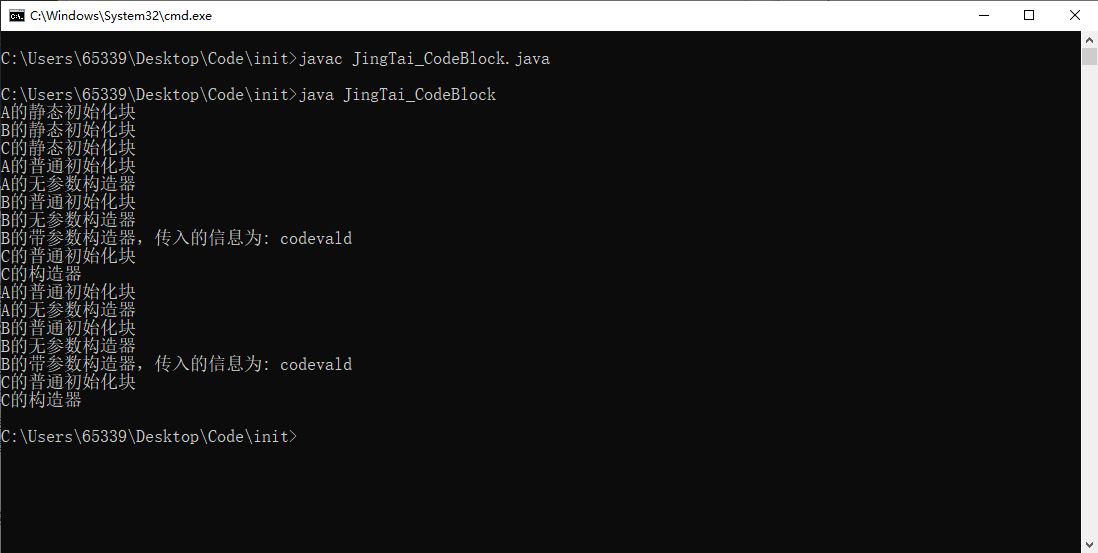 C:\Windows\System32\cmd.exe
C:\Users\65339\Desktop\Code\init>javac JingTai_CodeBlock.java
C:\Users\65339\Desktop\Code\init>java JingTai_CodeBlock
A的静态初始化块
B的静态初始化块
C的静态初始化块
A的普通初始化块
A的无参数构造器
B的普通初始化块
B的无参数构造器
B的带参数构造器，传入的信息为: codevald
C的普通初始化块
C的构造器
A的普通初始化块
A的无参数构造器
B的普通初始化块
B的无参数构造器
B的带参数构造器，传入的信息为: codevald
C的普通初始化块
C的构造器
C:\Users\65339\Desktop\Code\init>